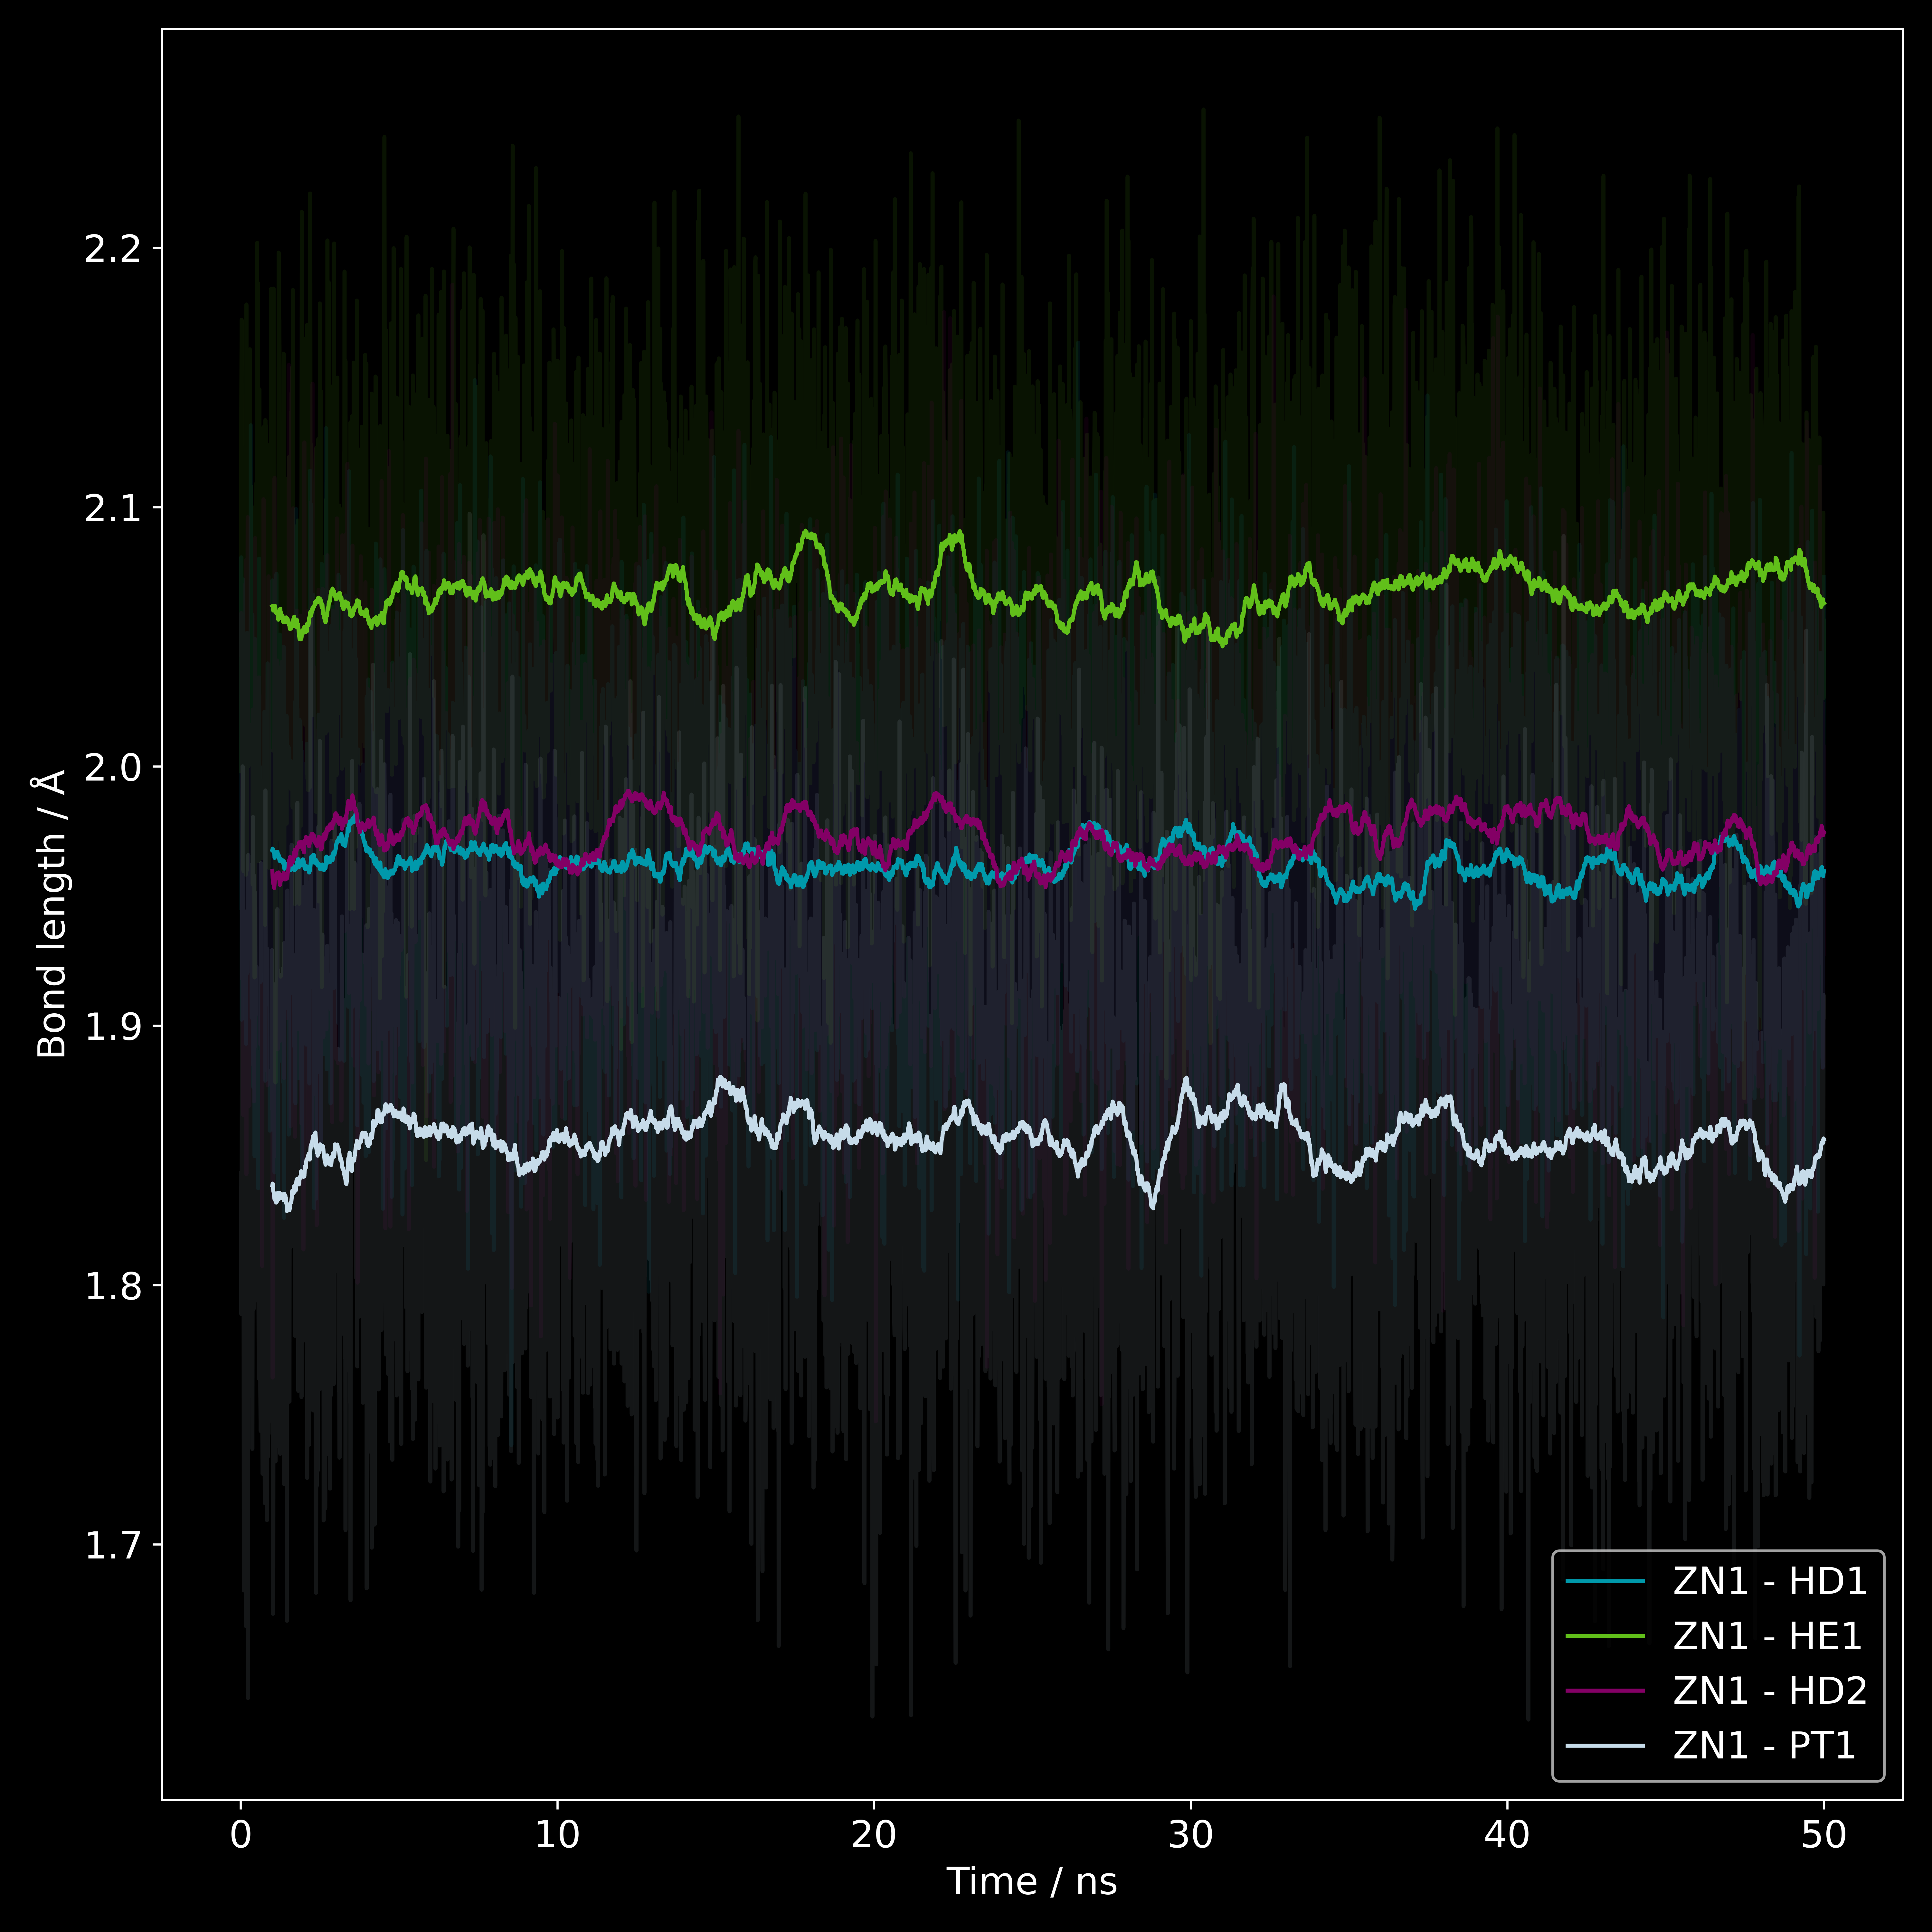 2.2
2.1
2.0
1.9
1.8
1.7
Bond length / Å
0 10 20 30 40 50
Time / ns
ZN1 - HD1
ZN1 - HE1
ZN1 - HD2
ZN1 - PT1